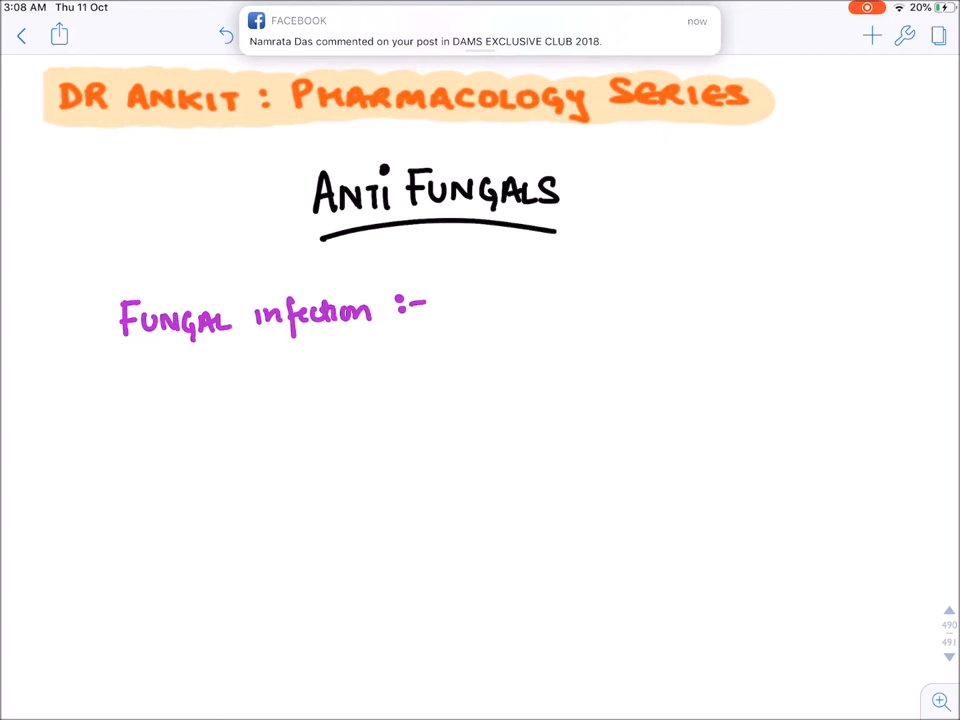 3:08 AM Thu 11 Oct
20%
FACEBOOK
now
Namrata Das commented on your post in DAMS EXCLUSIVE CLUB 2018.
DR ANKIT : PHARMACOLOGY SERIES
ANTI FUNGALS
FUNGAL infection :-
490
491